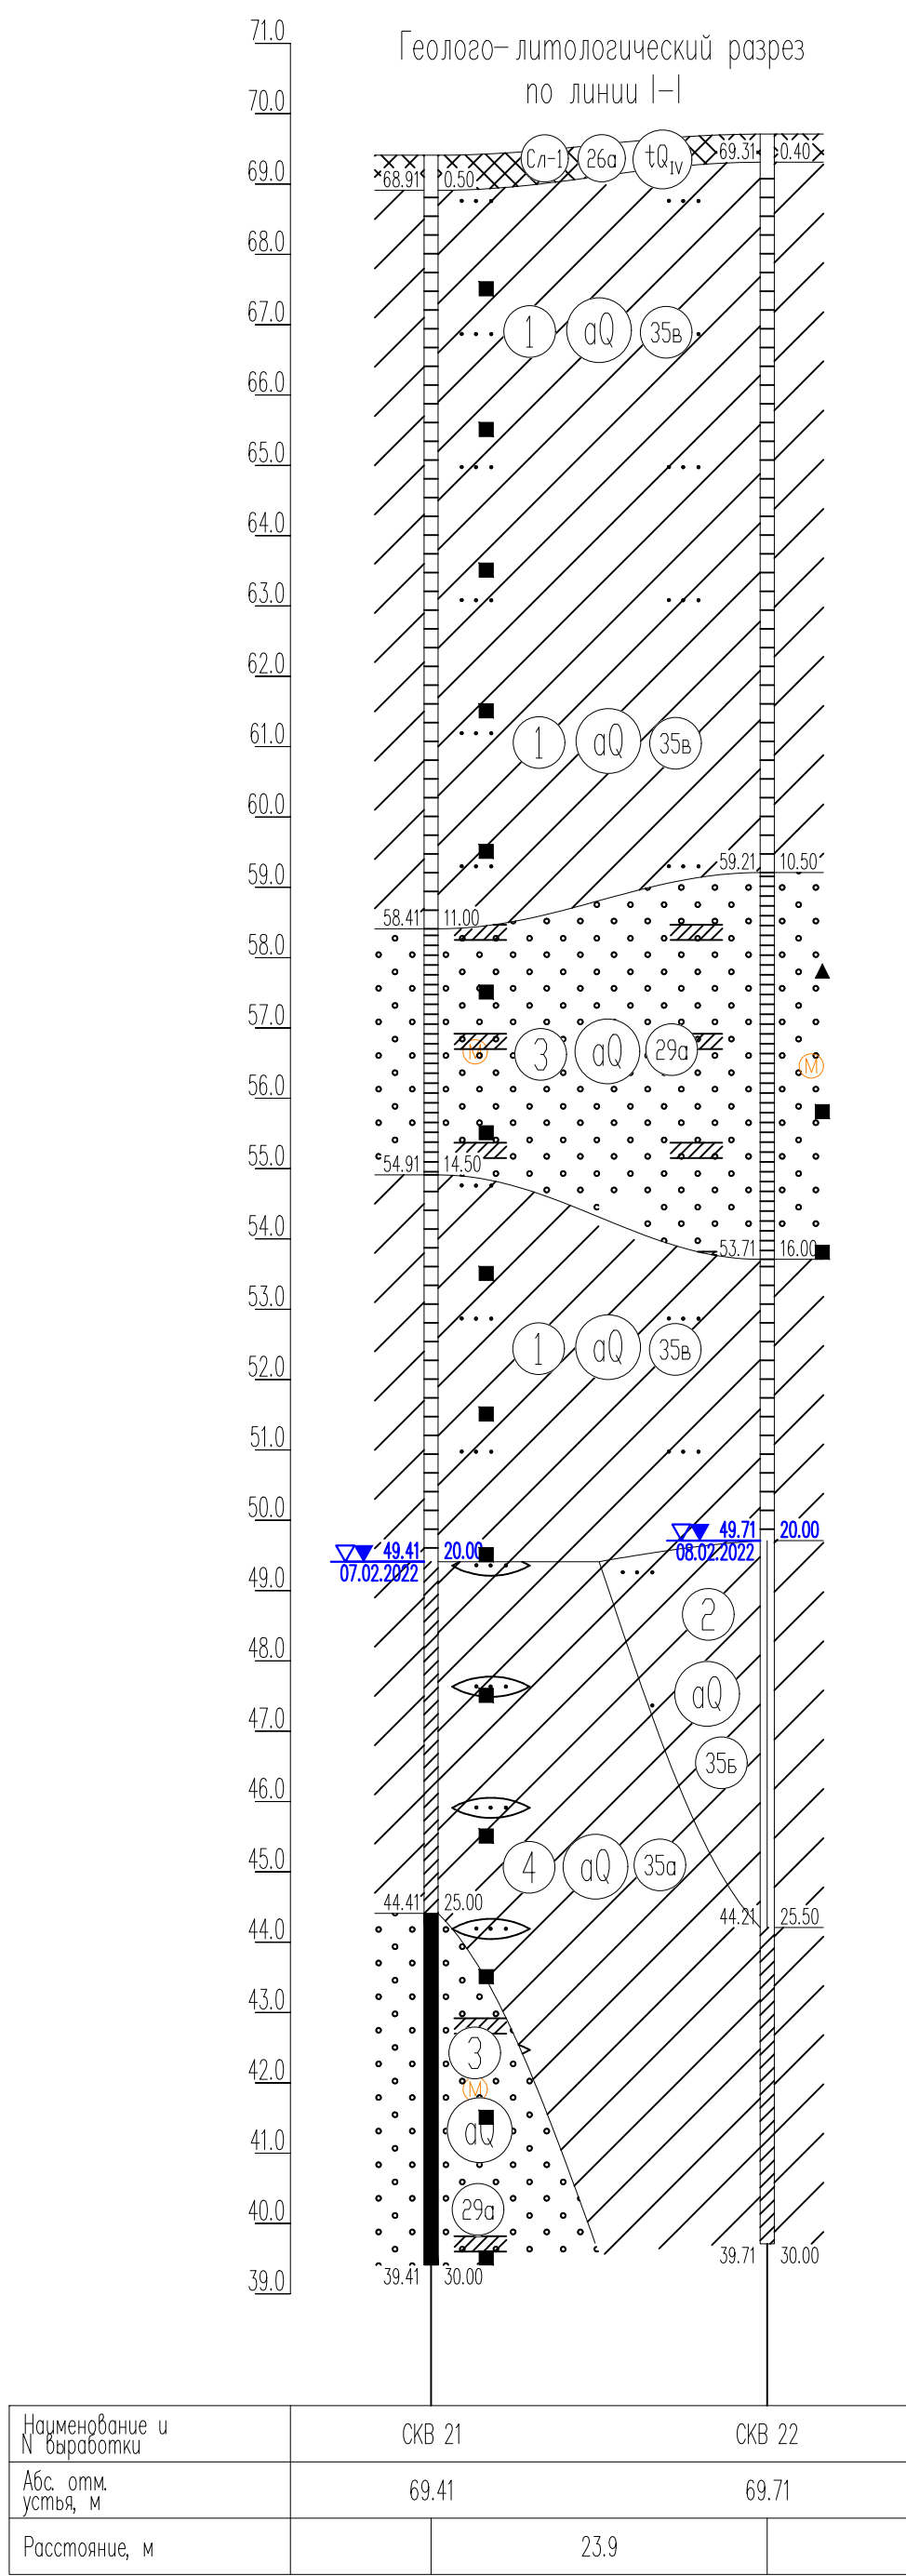 Геолого-литологический разрез
по линии I-I
71.0
70.0
69.0
68.0
67.0
66.0
65.0
64.0
63.0
62.0
61.0
60.0
59.0
58.0
57.0
56.0
55.0
54.0
53.0
52.0
51.0
50.0
49.0
48.0
47.0
46.0
45.0
44.0
43.0
42.0
41.0
40.0
39.0
Сл-1 26а tQIV 69.31 0.40
68.91 0.50
1 aQ 35в
1 aQ 35в
59.21 10.50
58.41 11.00
М 3 aQ 29а М
54.91 14.50
53.71 16.00
1 aQ 35в
49.71 20.00
08.02.2022
49.41 20.00
07.02.2022
2
aQ
35б
4 aQ 35а
44.41 25.00
44.21 25.50
3
М
aQ
29а
39.71 30.00
39.41 30.00
Наименование и
N выработки
СКВ 21 СКВ 22
Абс. отм.
устья, м
69.41 69.71
Расстояние, м 23.9